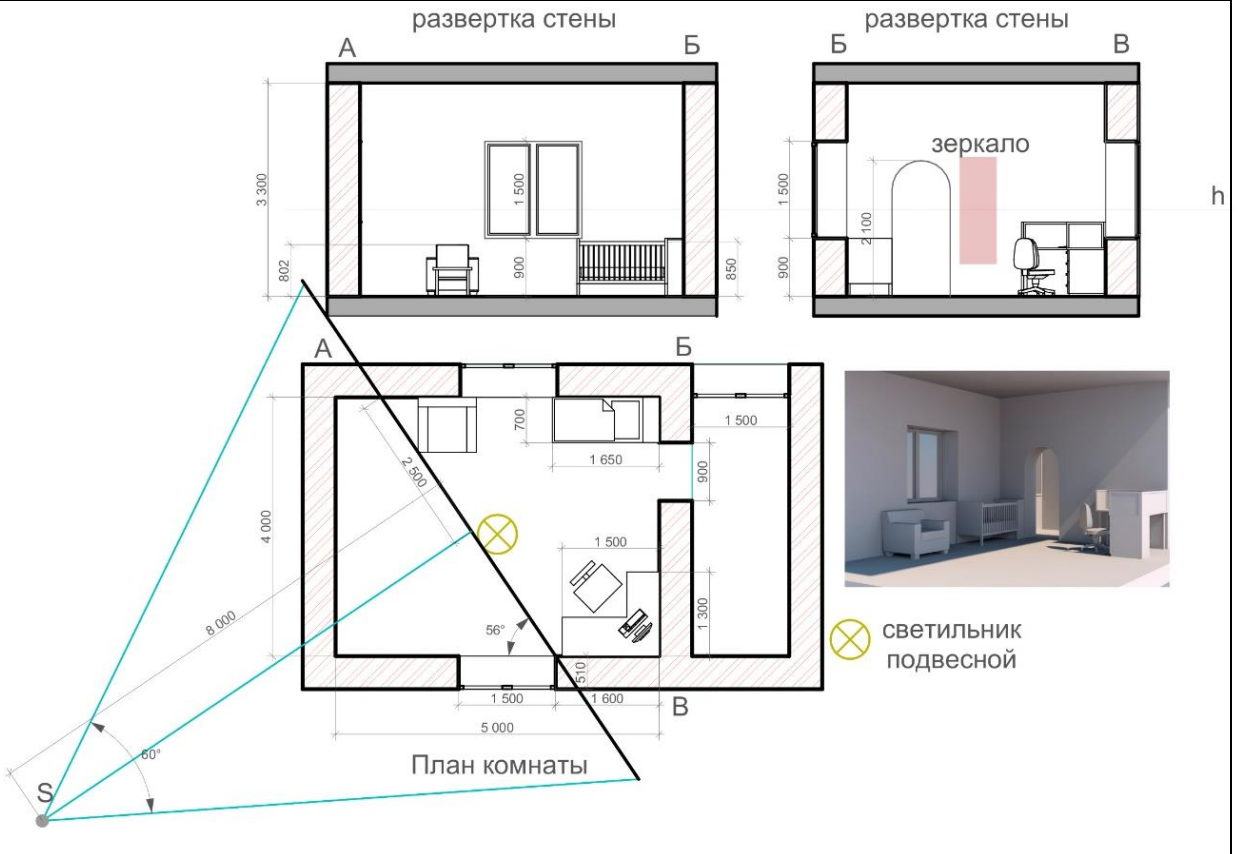 развертка стены
развертка стены
А
Б
Б
В
3 300
802
1 500
900
850
1 500
900
2 100
зеркало
h
А
Б
4 000
2 500
700
1 650
1 500
900
1 500
1 300
56°
510
1 500
1 600
5 000
В
8 000
60°
S
План комнаты
светильник
подвесной